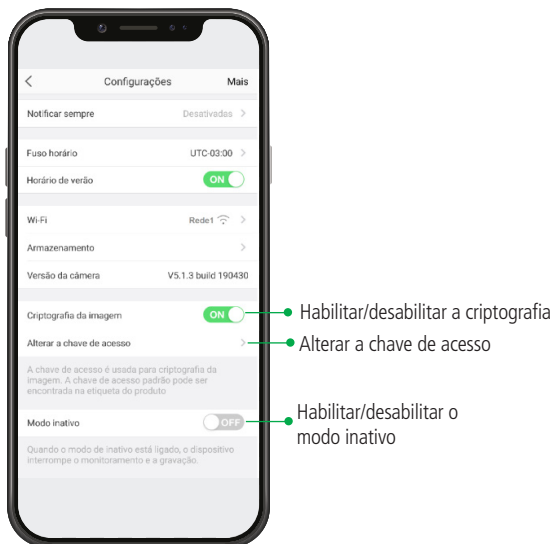 Configurações Mais
Notificar sempre Desativadas
Fuso horário UTC-03:00
Horário de verão ON
Wi-Fi Rede1
Armazenamento
Versão da câmera V5.1.3 build 190430
Criptografia da imagem ON
Habilitar/desabilitar a criptografia
Alterar a chave de acesso
Alterar a chave de acesso
A chave de acesso é usada para criptografia da
imagem. A chave de acesso padrão pode ser
encontrada na etiqueta do produto
Modo inativo OFF
Habilitar/desabilitar o
modo inativo
Quando o modo de inativo está ligado, o dispositivo
interrompe o monitoramento e a gravação.